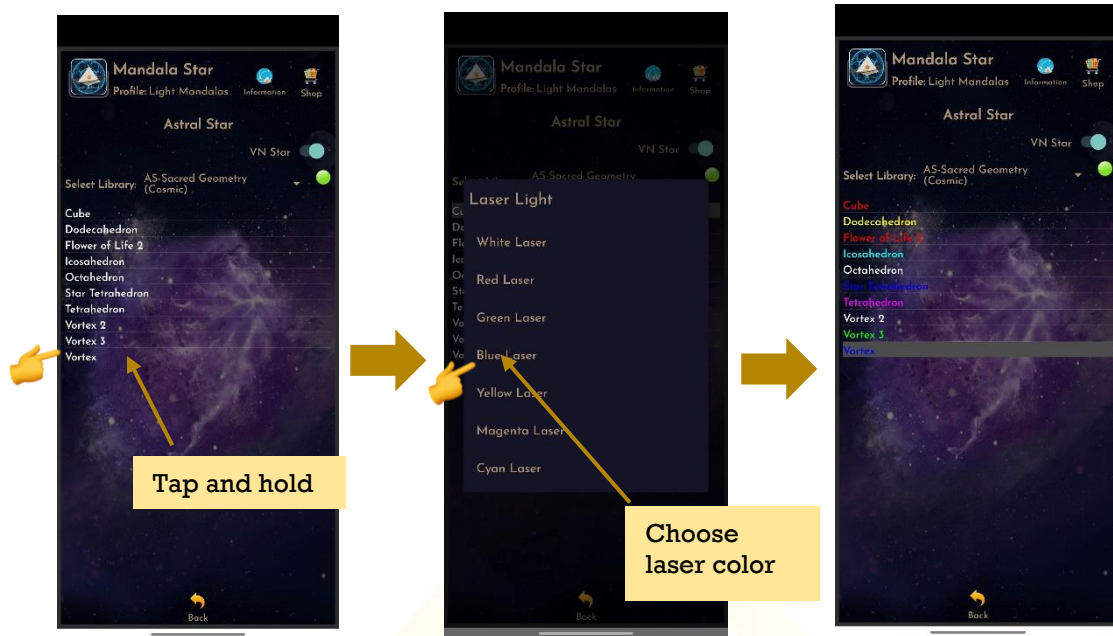 Mandala Star
Profile: Light Mandalas
Information
Shop
Astral Star
VN Star
Select Library:
AS-Sacred Geometry
(Cosmic)
Cube
Dodecahedron
Flower of Life 2
Icosahedron
Octahedron
Star Tetrahedron
Tetrahedron
Vortex 2
Vortex 3
Vortex
Tap and hold
Back
Mandala Star
Profile: Light Mandalas
Information
Shop
Astral Star
VN Star
AS-Sacred Geometry
Laser Light
White Laser
Red Laser
Green Laser
Blue Laser
Yellow Laser
Magenta Laser
Cyan Laser
Choose
laser color
Back
Mandala Star
Profile: Light Mandalas
Information
Shop
Astral Star
VN Star
Select Library:
AS-Sacred Geometry
(Cosmic)
Cube
Dodecahedron
Flower of Life 2
Icosahedron
Octahedron
Star Tetrahedron
Tetrahedron
Vortex 2
Vortex 3
Vortex
Back